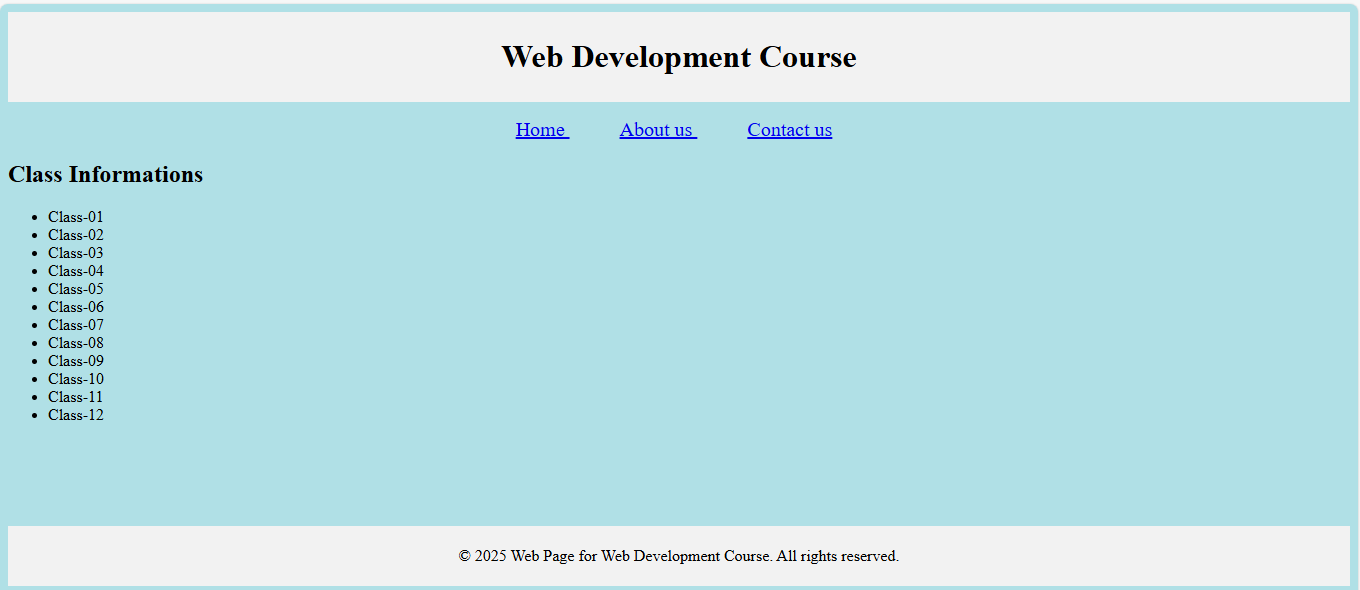 Web Development Course
Home About us Contact us
Class Informations
Class-01
Class-02
Class-03
Class-04
Class-05
Class-06
Class-07
Class-08
Class-09
Class-10
Class-11
Class-12
© 2025 Web Page for Web Development Course. All rights reserved.